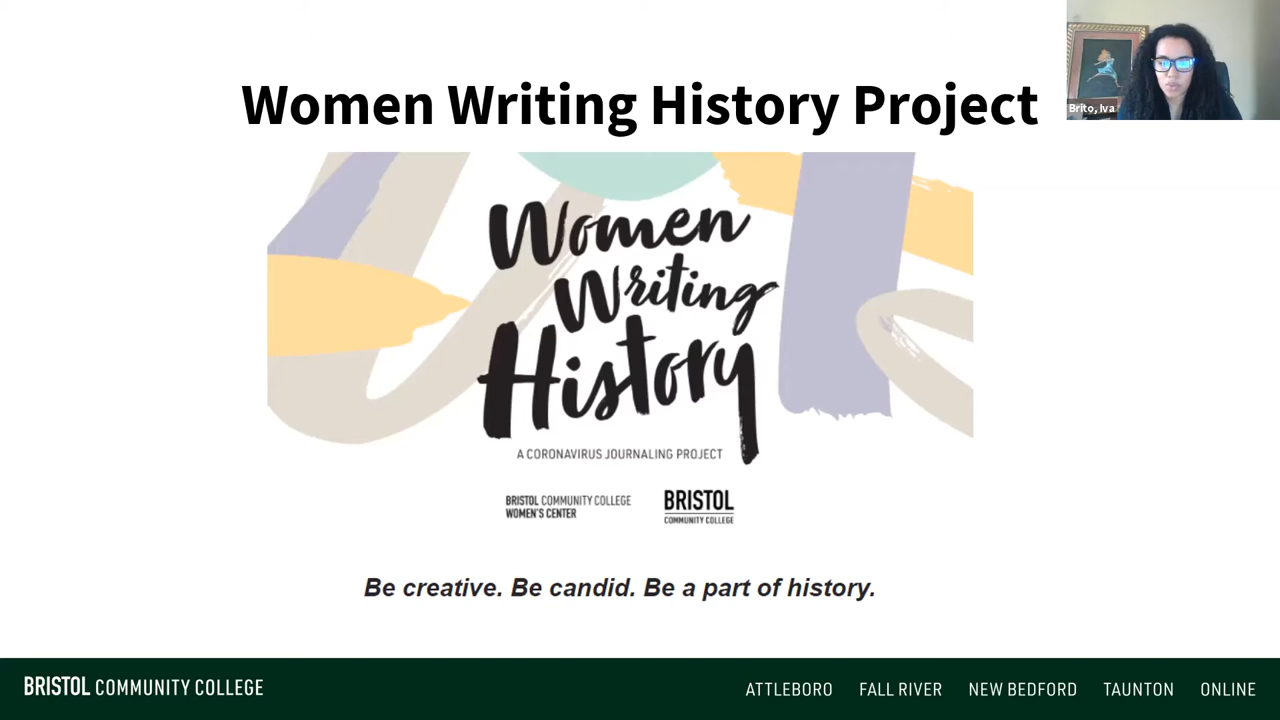 Women Writing History Project
Brito, Iva
Women
Writing
History
A CORONAVIRUS JOURNALING PROJECT
BRISTOL COMMUNITY COLLEGE
WOMEN'S CENTER
BRISTOL
COMMUNITY COLLEGE
Be creative. Be candid. Be a part of history.
BRISTOL COMMUNITY COLLEGE
ATTLEBORO FALL RIVER NEW BEDFORD TAUNTON ONLINE